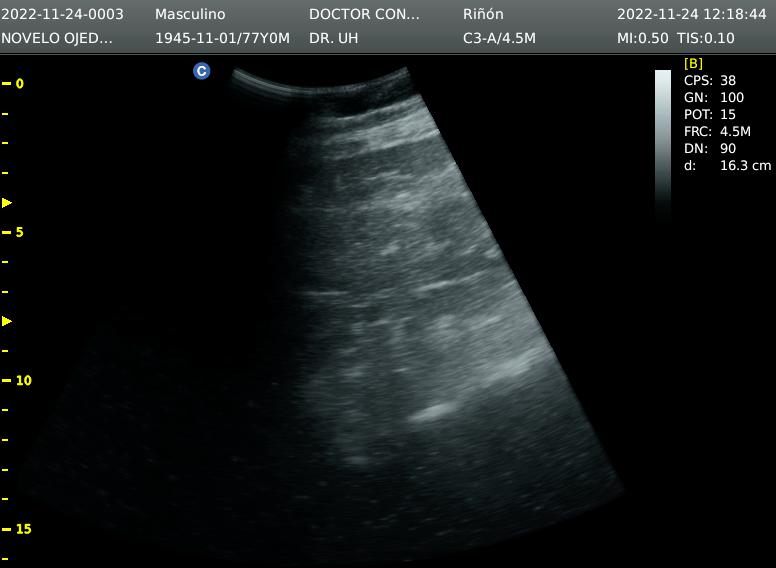 2022-11-24-0003 Masculino DOCTOR CON... Riñón 2022-11-24 12:18:44
NOVELO OJED... 1945-11-01/77Y0M DR. UH C3-A/4.5M MI:0.50 TIS:0.10
C
[B]
CPS: 38
GN: 100
POT: 15
FRC: 4.5M
DN: 90
d: 16.3 cm
0
5
10
15